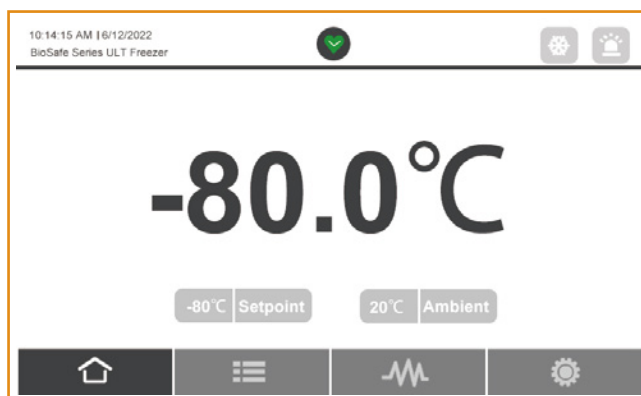 10:14:15 AM | 6/12/2022
BioSafe Series ULT Freezer
-80.0℃
-80℃ Setpoint
20℃ Ambient